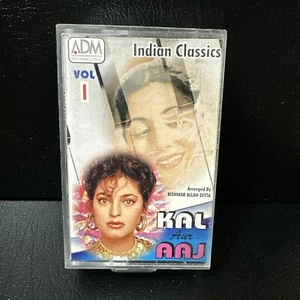 ADM
Indian Classics
VOL
1
Arranged By
KISHWAR ALLAH DITTA
KAL
Aur
AAJ